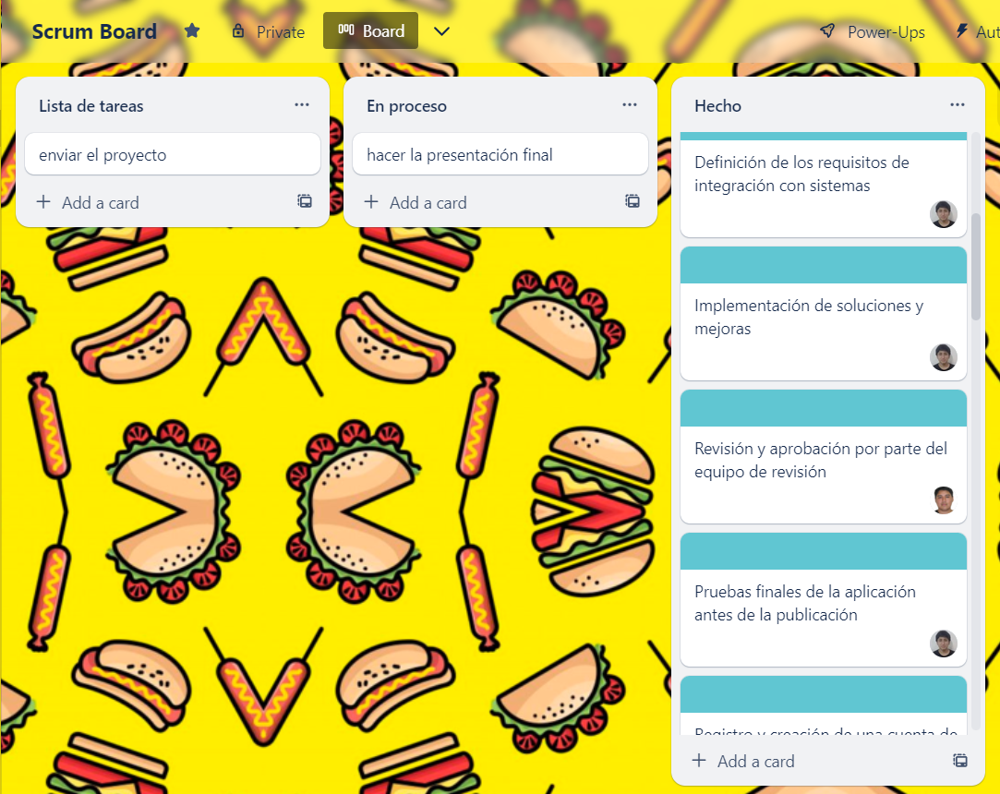 Scrum Board
Private
Board
Power-Ups
Aut
Lista de tareas
enviar el proyecto
Add a card
En proceso
hacer la presentación final
Add a card
Hecho
Definición de los requisitos de
integración con sistemas
Implementación de soluciones y
mejoras
Revisión y aprobación por parte del
equipo de revisión
Pruebas finales de la aplicación
antes de la publicación
Registro y creación de una cuenta de
Add a card